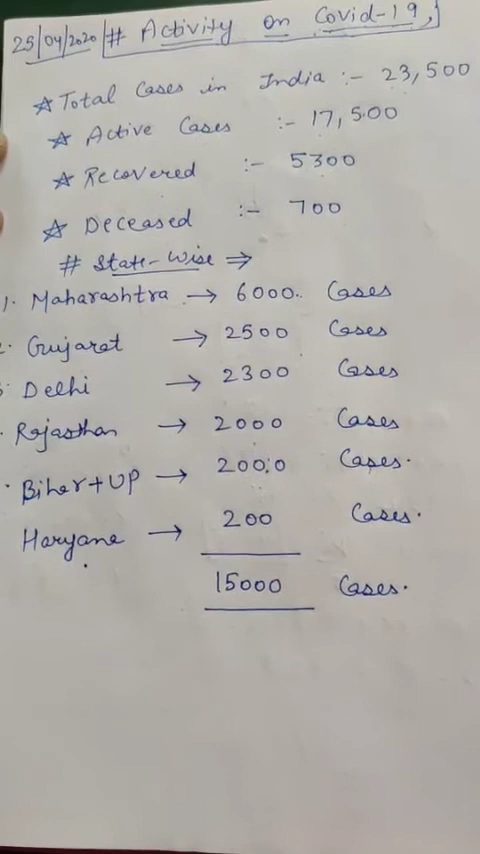 25/04/2020 # Activity on Covid-19,
☆ Total Cases in India :- 23,500
☆ Active Cases :- 17,500
☆ Recovered :- 5300
☆ Deceased :- 700
# State-Wise ⇒
1. Maharashtra → 6000. Cases
2. Gujarat → 2500 Cases
3. Delhi → 2300 Cases
. Rajasthan → 2000 Cases
. Bihar+UP → 2000 Cases.
Haryana → 200 Cases.
15000 Cases.